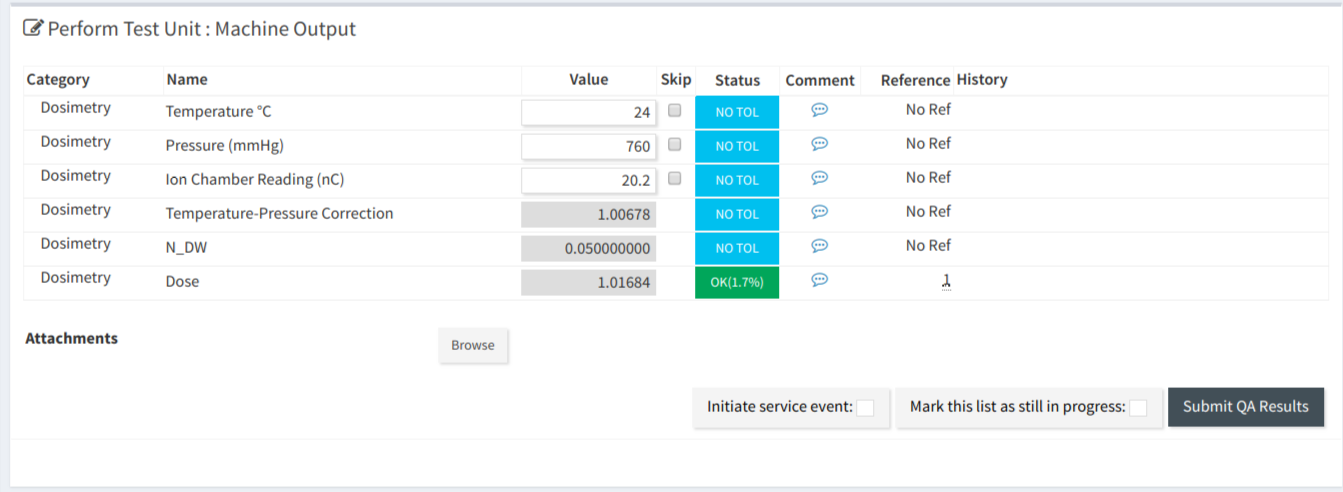 Perform Test Unit : Machine Output
Category Name Value Skip Status Comment Reference History
Dosimetry Temperature °C 24 NO TOL No Ref
Dosimetry Pressure (mmHg) 760 NO TOL No Ref
Dosimetry Ion Chamber Reading (nC) 20.2 NO TOL No Ref
Dosimetry Temperature-Pressure Correction 1.00678 NO TOL No Ref
Dosimetry N_DW 0.050000000 NO TOL No Ref
Dosimetry Dose 1.01684 OK(1.7%) 1
Attachments Browse
Initiate service event: Mark this list as still in progress: Submit QA Results